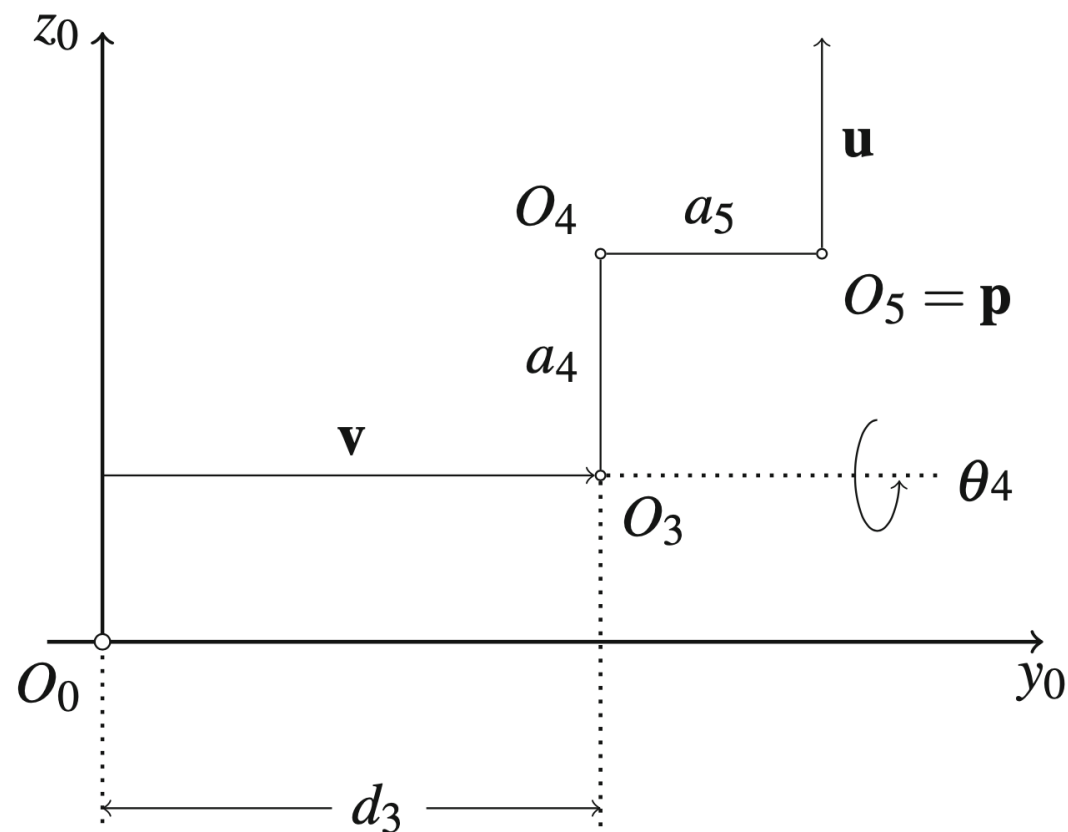 z₀
u
O₄
a₅
O₅ = p
a₄
v
θ4
O₃
O₀
y₀
d₃